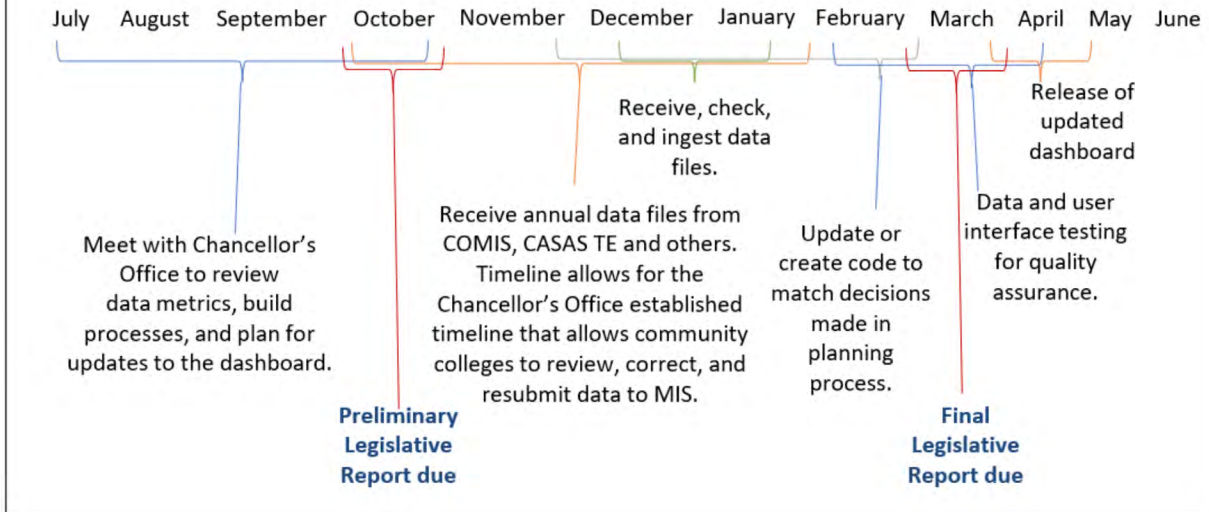 July August September October November December January February March April May June
Receive, check,
and ingest data
files.
Release of
updated
dashboard
Meet with Chancellor’s
Office to review
data metrics, build
processes, and plan for
updates to the dashboard.
Receive annual data files from
COMIS, CASAS TE and others.
Timeline allows for the
Chancellor’s Office established
timeline that allows community
colleges to review, correct, and
resubmit data to MIS.
Update or
create code to
match decisions
made in
planning
process.
Data and user
interface testing
for quality
assurance.
Preliminary
Legislative
Report due
Final
Legislative
Report due